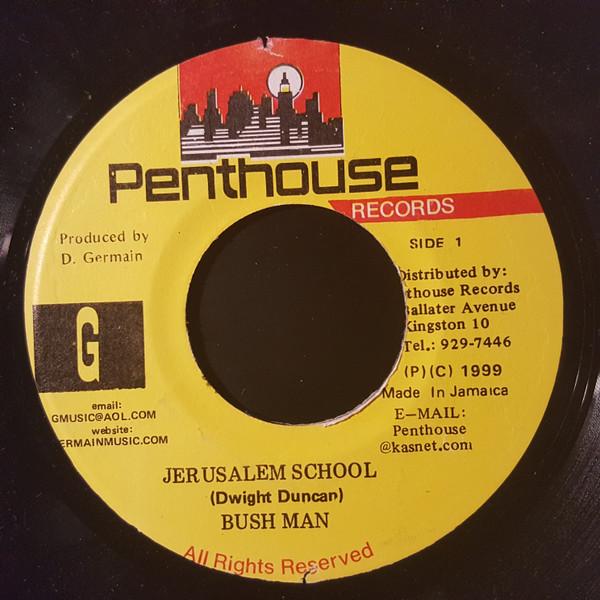 Penthouse
RECORDS
Produced by
D. Germain
G
email:
GMUSIC@AOL.COM
website:
ERMAINMUSIC.COM
SIDE 1
Distributed by:
thouse Records
Ballater Avenue
Kingston 10
Tel.: 929-7446
(P)(C) 1999
Made In Jamaica
E-MAIL:
Penthouse
@kasnet.com
JERUSALEM SCHOOL
(Dwight Duncan)
BUSH MAN
All Rights Reserved